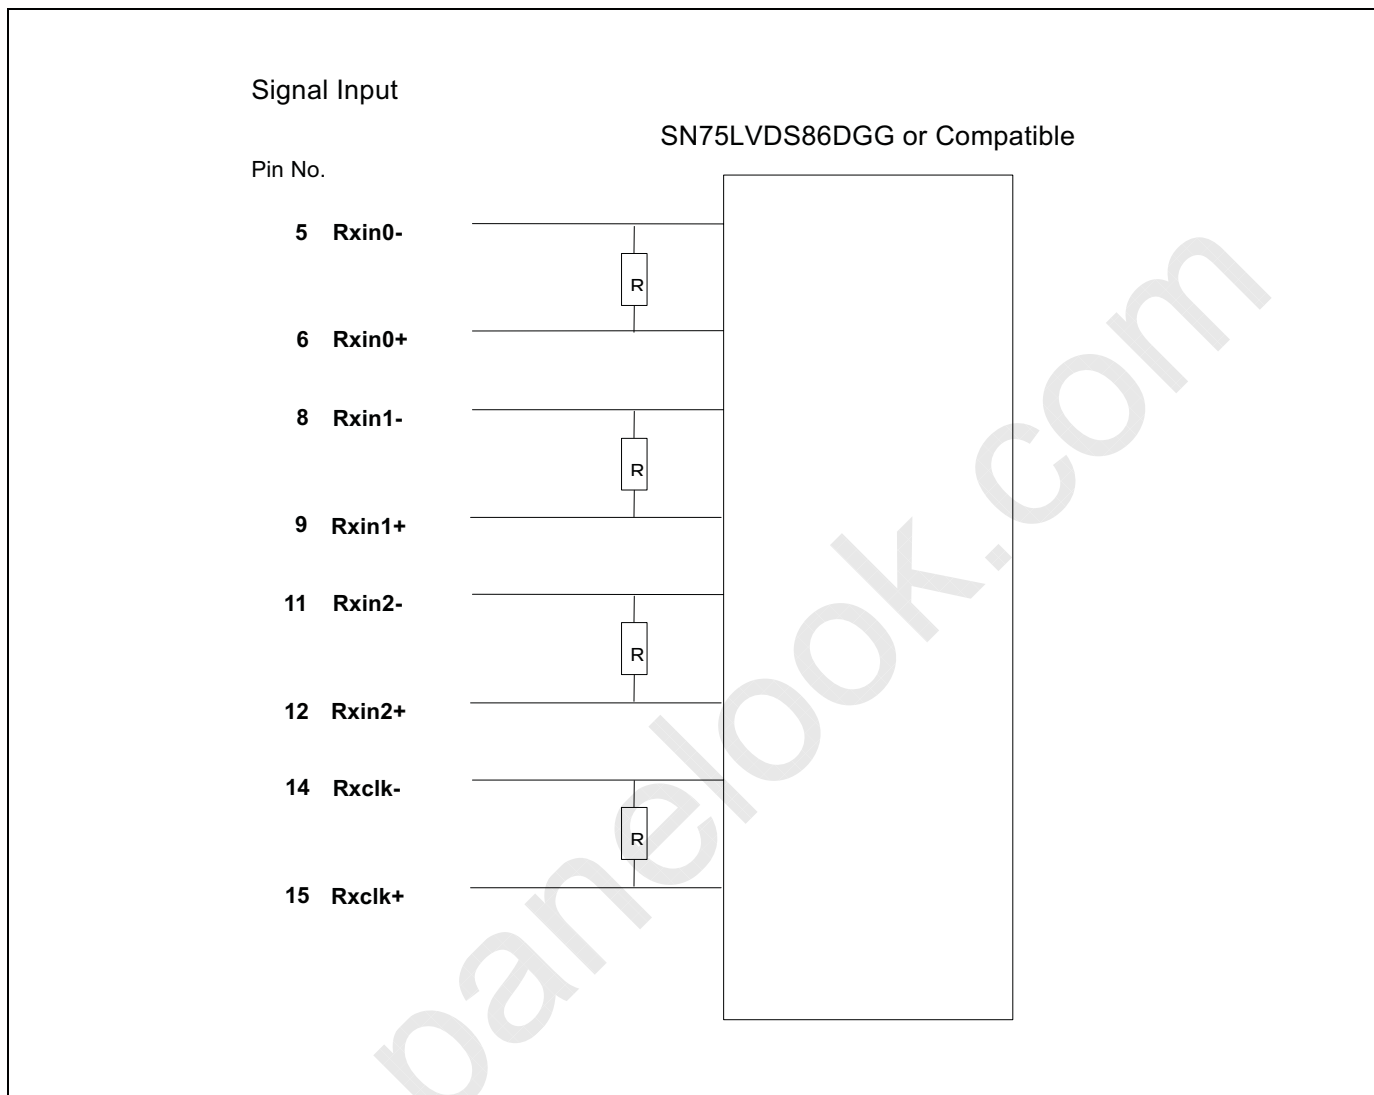 Signal Input
SN75LVDS86DGG or Compatible
Pin No.
5 Rxin0-
R
6 Rxin0+
8 Rxin1-
R
9 Rxin1+
11 Rxin2-
R
12 Rxin2+
14 Rxclk-
R
15 Rxclk+
panelook.com